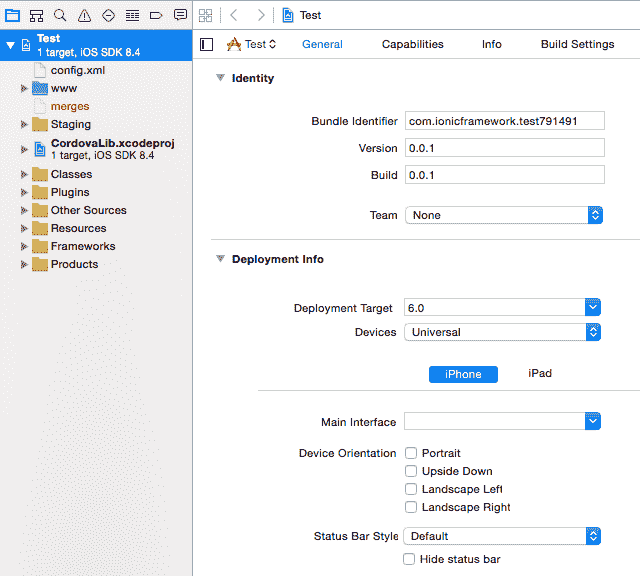 Test
1 target, iOS SDK 8.4
config.xml
www
merges
Staging
CordovaLib.xcodeproj
1 target, iOS SDK 8.4
Classes
Plugins
Other Sources
Resources
Frameworks
Products
Test
Test General Capabilities Info Build Settings
Identity
Bundle Identifier com.ionicframework.test791491
Version 0.0.1
Build 0.0.1
Team None
Deployment Info
Deployment Target 6.0
Devices Universal
iPhone iPad
Main Interface
Device Orientation Portrait
Upside Down
Landscape Left
Landscape Right
Status Bar Style Default
Hide status bar